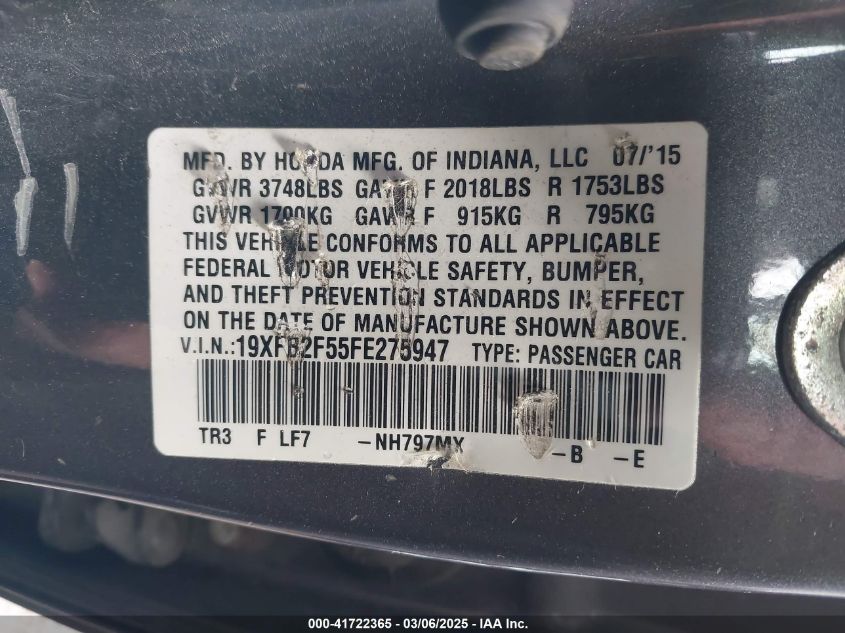 MFD. BY HONDA MFG. OF INDIANA, LLC 07/'15
GVWR 3748LBS GAWR F 2018LBS R 1753LBS
GVWR 1700KG GAWR F 915KG R 795KG
THIS VEHICLE CONFORMS TO ALL APPLICABLE
FEDERAL MOTOR VEHICLE SAFETY, BUMPER,
AND THEFT PREVENTION STANDARDS IN EFFECT
ON THE DATE OF MANUFACTURE SHOWN ABOVE.
V.I.N.:19XFB2F55FE275947 TYPE: PASSENGER CAR
TR3 F LF7 -NH797MX -B -E
000-41722365 - 03/06/2025 - IAA Inc.